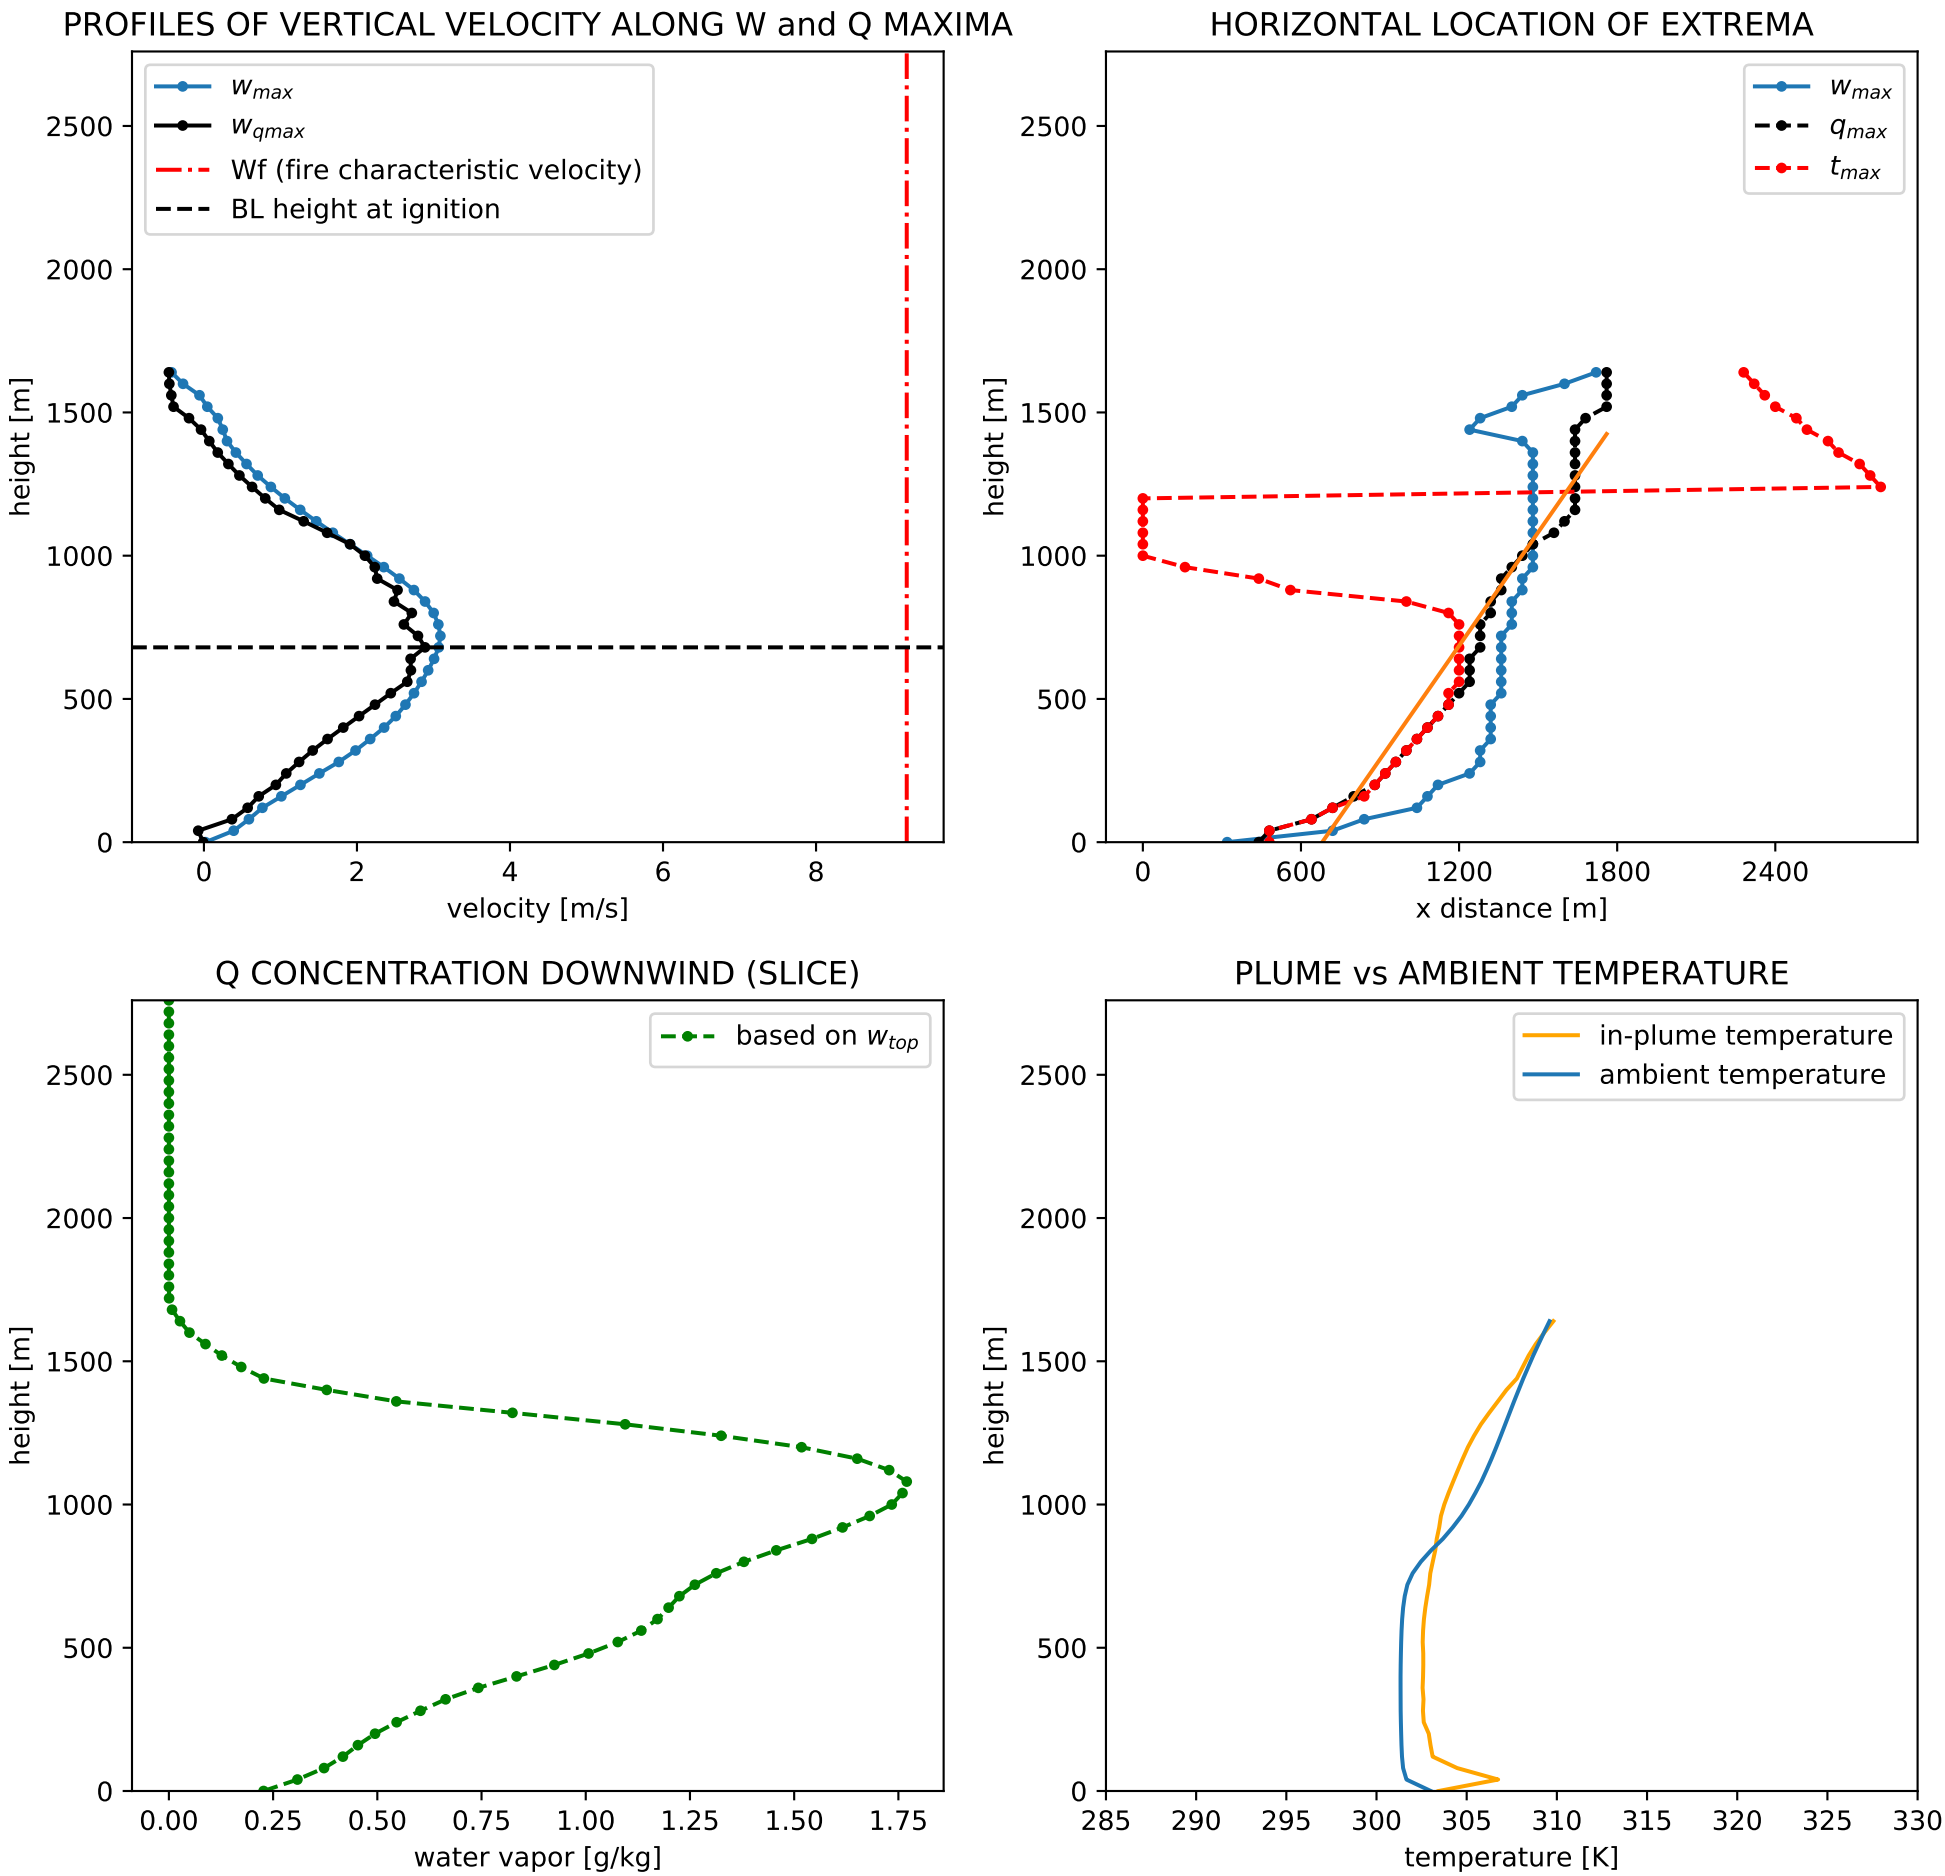 PROFILES OF VERTICAL VELOCITY ALONG W and Q MAXIMA
w_max
w_qmax
Wf (fire characteristic velocity)
BL height at ignition
2500
2000
1500
1000
500
0
height [m]
0 2 4 6 8
velocity [m/s]
HORIZONTAL LOCATION OF EXTREMA
w_max
q_max
t_max
2500
2000
1500
1000
500
0
height [m]
0 600 1200 1800 2400
x distance [m]
Q CONCENTRATION DOWNWIND (SLICE)
based on w_top
2500
2000
1500
1000
500
0
height [m]
0.00 0.25 0.50 0.75 1.00 1.25 1.50 1.75
water vapor [g/kg]
PLUME vs AMBIENT TEMPERATURE
in-plume temperature
ambient temperature
2500
2000
1500
1000
500
0
height [m]
285 290 295 300 305 310 315 320 325 330
temperature [K]